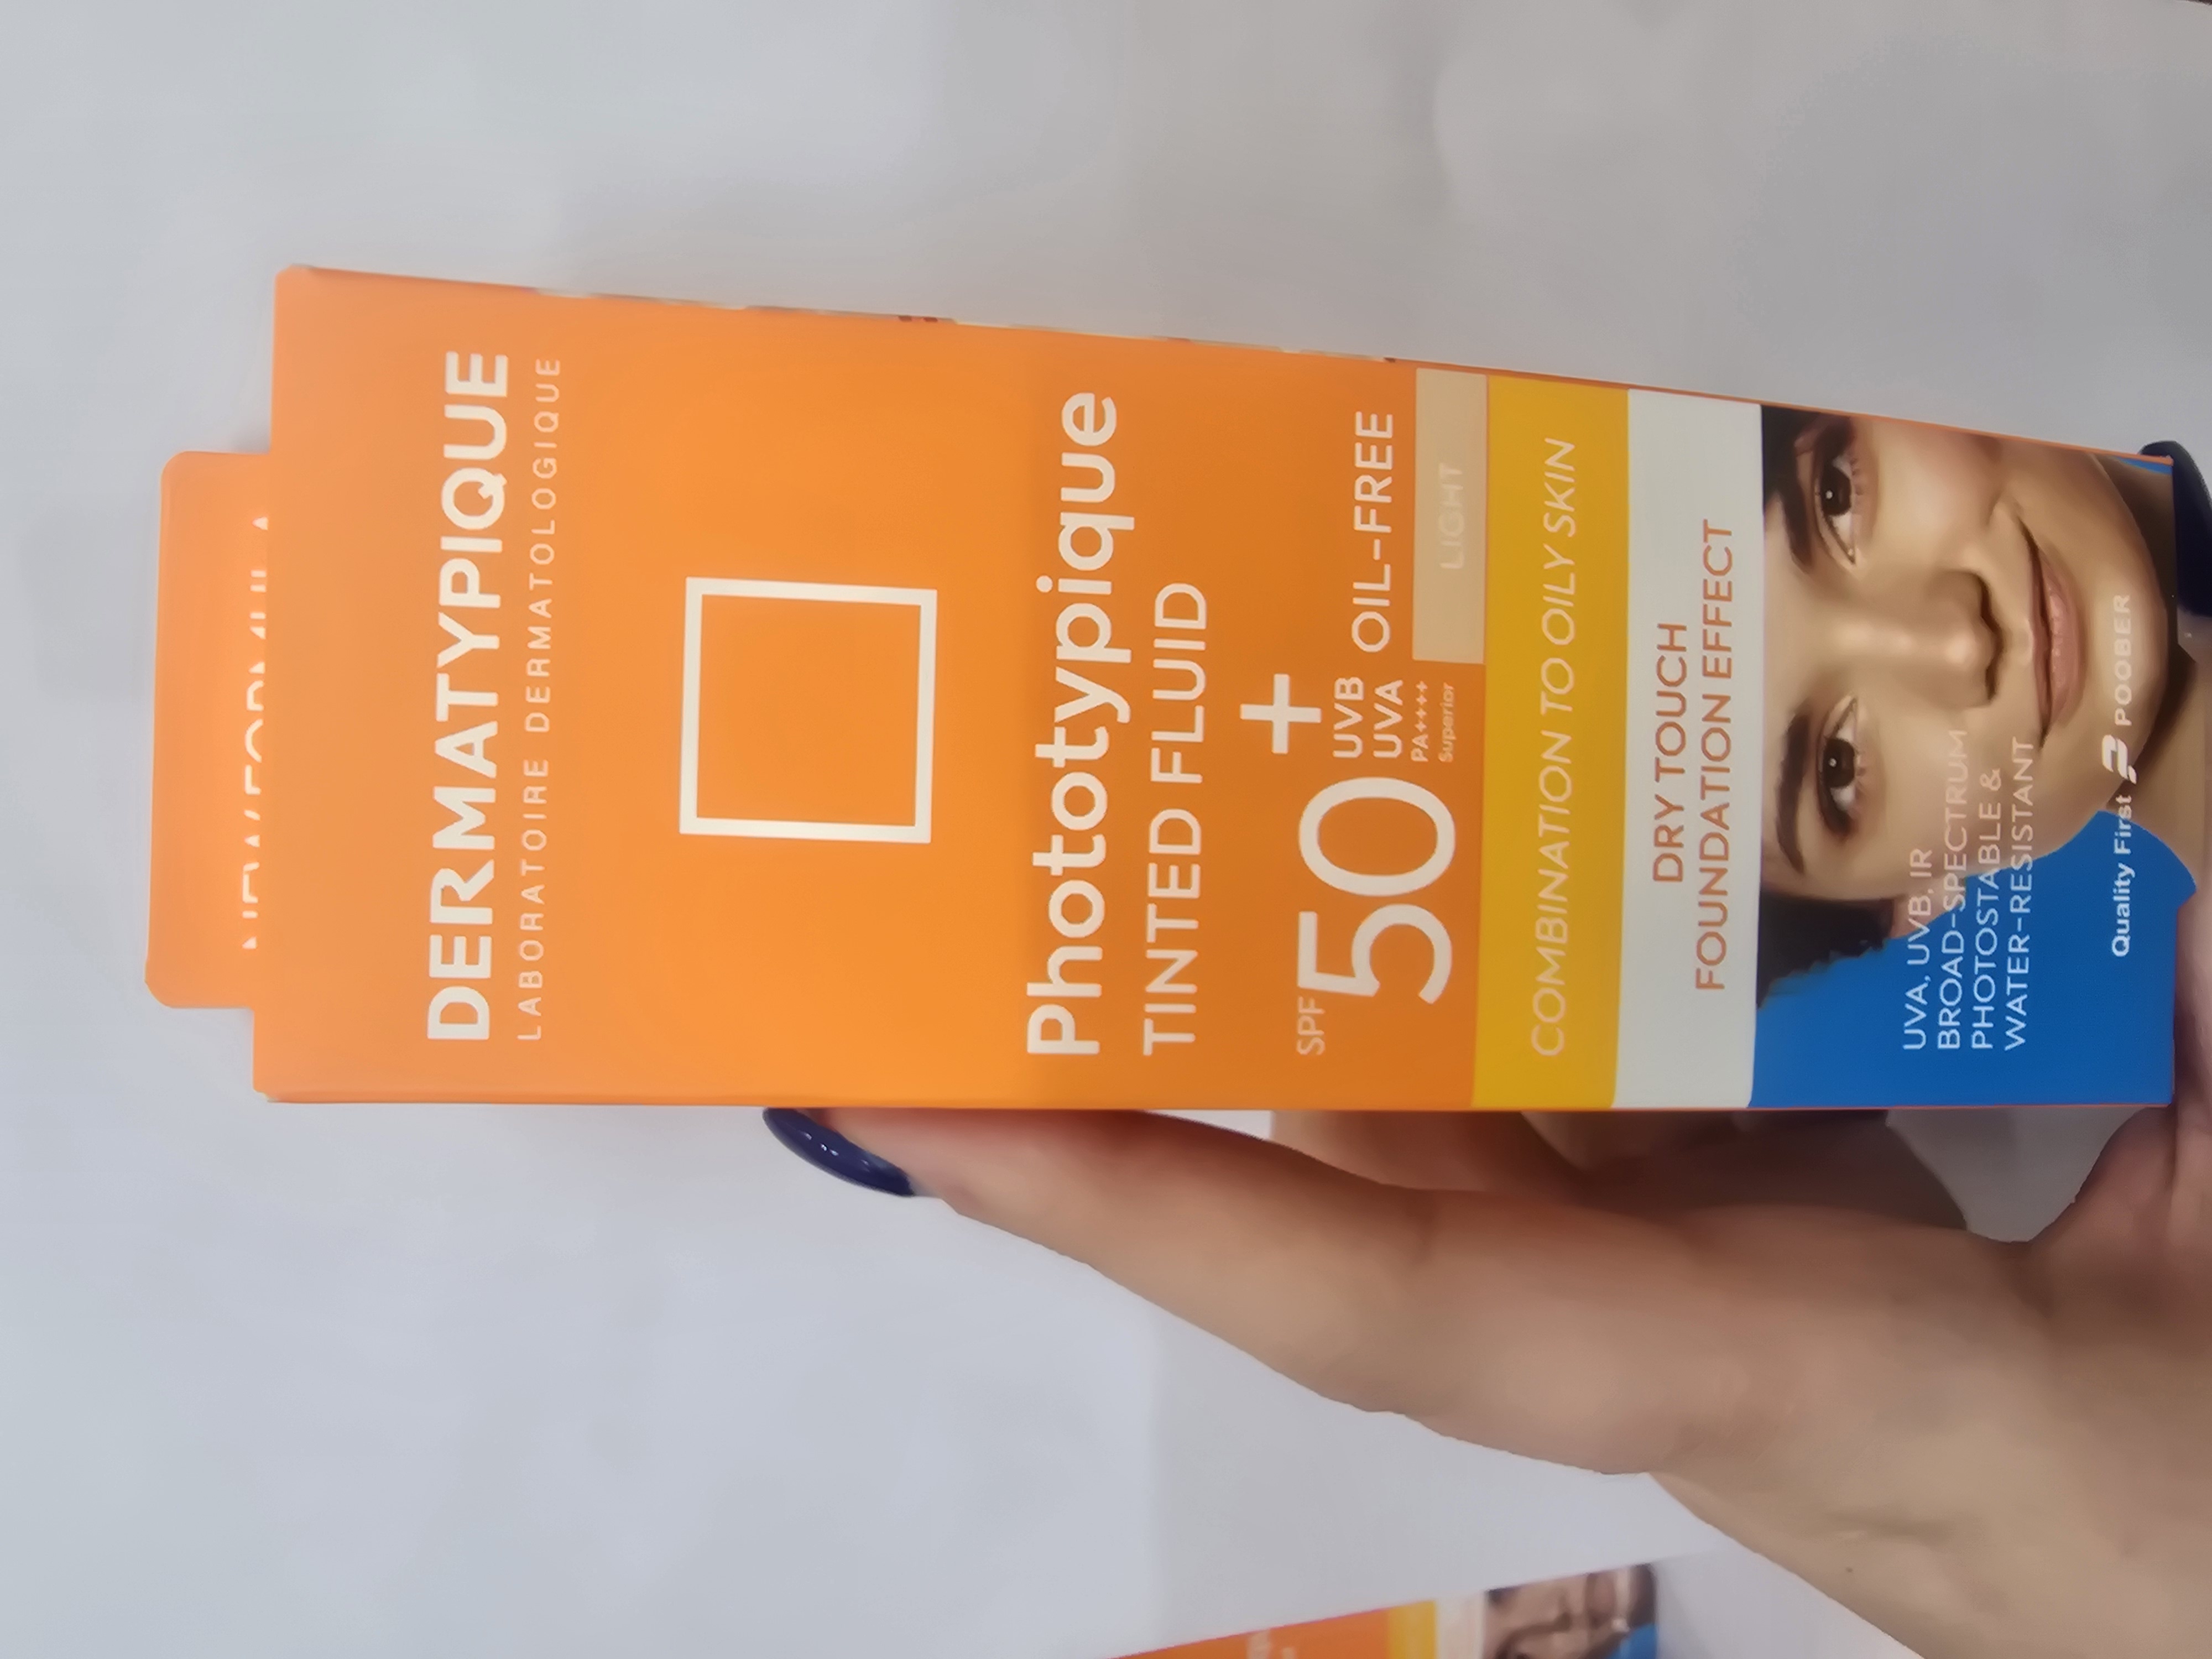 DERMATYPIQUE
LABORATOIRE DERMATOLOGIQUE
Phototypique
TINTED FLUID
SPF 50+
UVB
UVA
PA++++
Superior
OIL-FREE
LIGHT
COMBINATION TO OILY SKIN
DRY TOUCH
FOUNDATION EFFECT
UVA, UVB, IR
BROAD-SPECTRUM
PHOTOSTABLE &
WATER-RESISTANT
Quality First POOBER